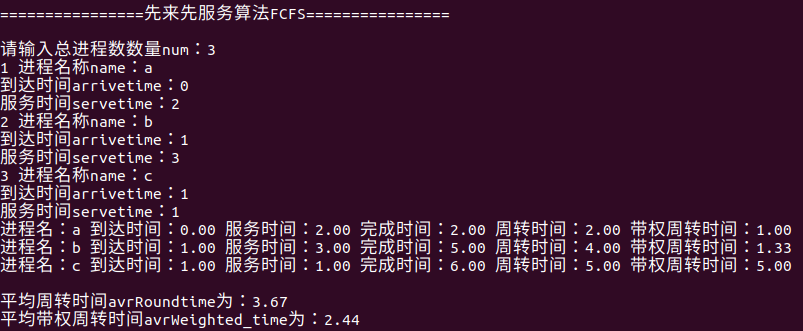 ================先来先服务算法FCFS================
请输入总进程数数量num：3
1 进程名称name：a
到达时间arrivetime：0
服务时间servetime：2
2 进程名称name：b
到达时间arrivetime：1
服务时间servetime：3
3 进程名称name：c
到达时间arrivetime：1
服务时间servetime：1
进程名：a 到达时间：0.00 服务时间：2.00 完成时间：2.00 周转时间：2.00 带权周转时间：1.00
进程名：b 到达时间：1.00 服务时间：3.00 完成时间：5.00 周转时间：4.00 带权周转时间：1.33
进程名：c 到达时间：1.00 服务时间：1.00 完成时间：6.00 周转时间：5.00 带权周转时间：5.00
平均周转时间avrRoundtime为：3.67
平均带权周转时间avrWeighted_time为：2.44